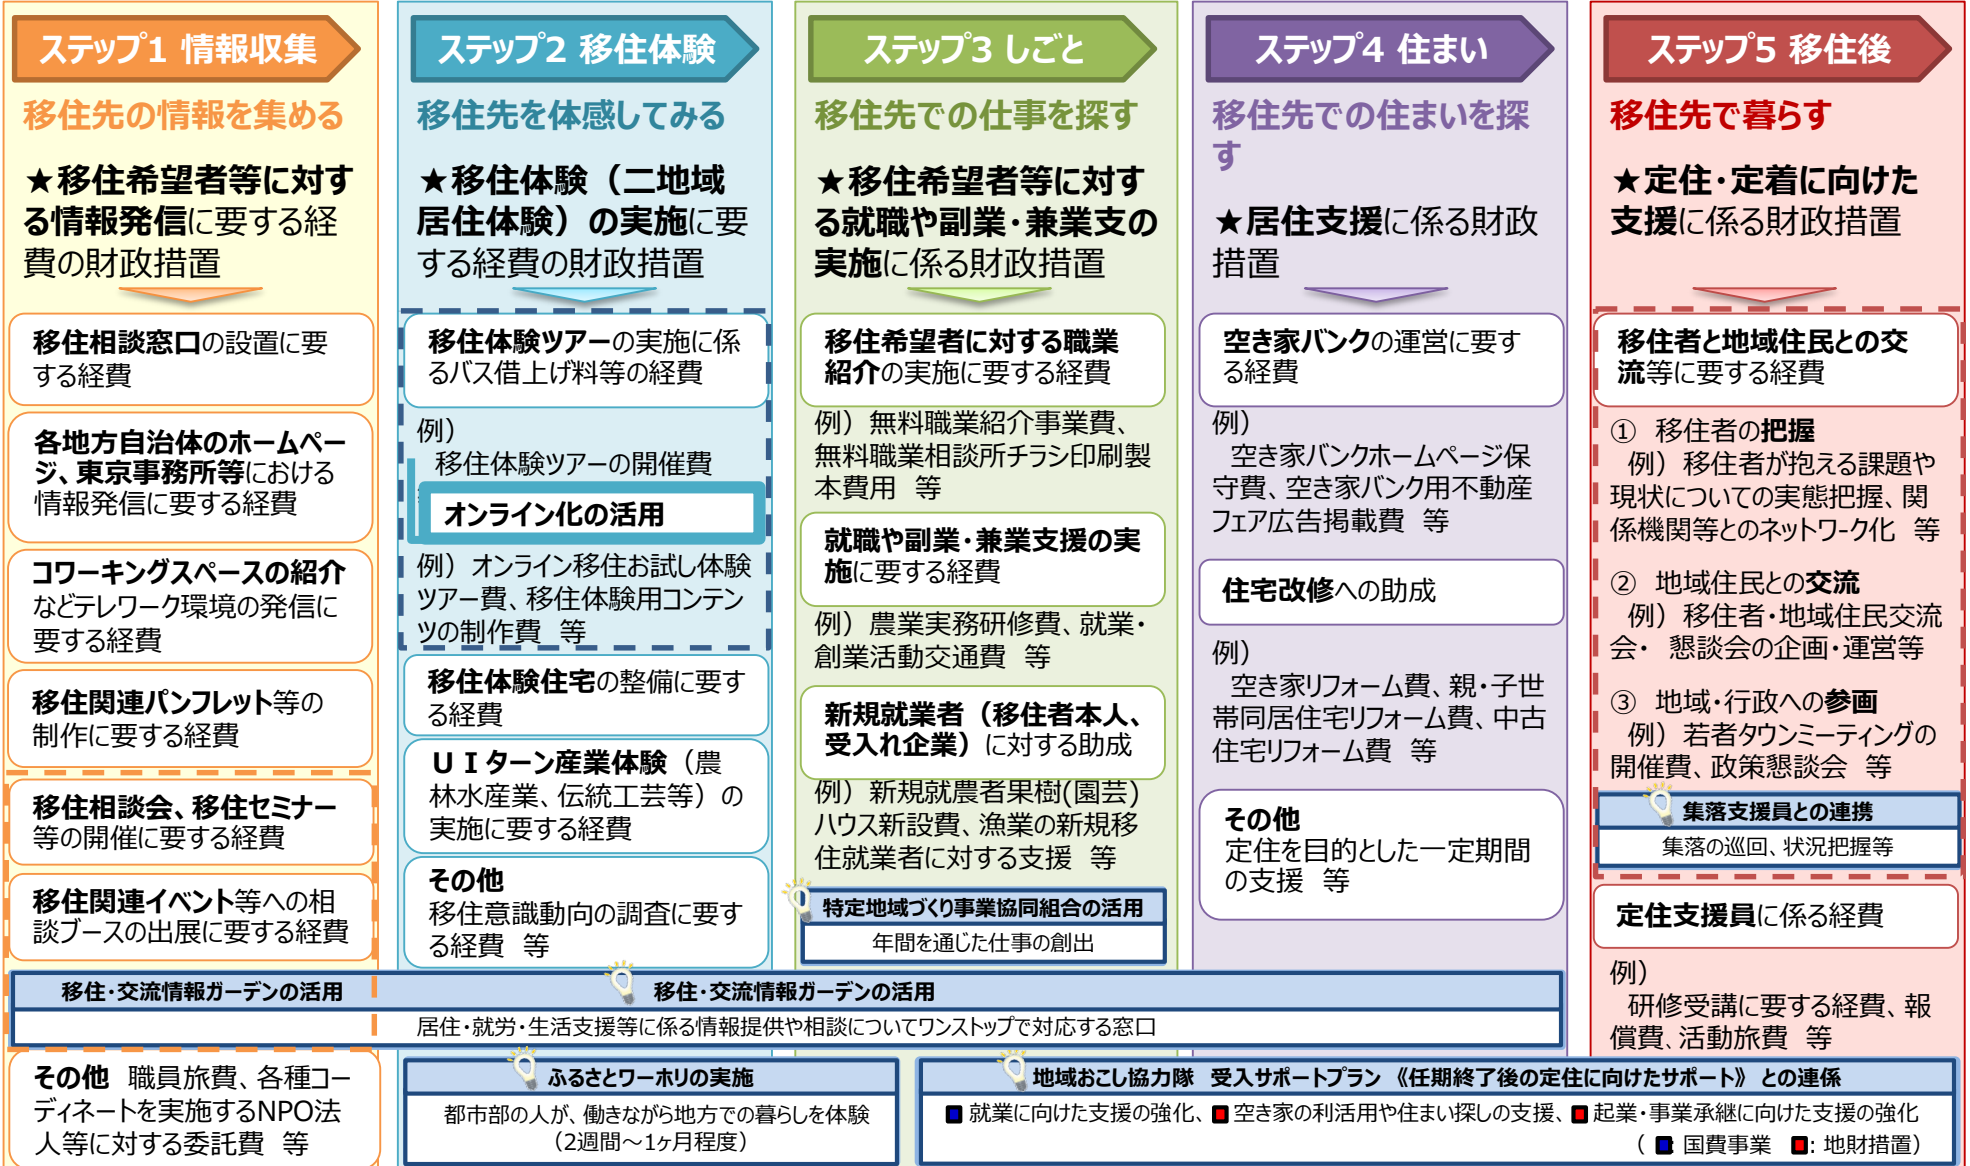 ステップ1 情報収集
移住先の情報を集める
★移住希望者等に対す
る情報発信に要する経
費の財政措置
移住相談窓口の設置に要
する経費
各地方自治体のホームペー
ジ、東京事務所等における
情報発信に要する経費
コワーキングスペースの紹介
などテレワーク環境の発信に
要する経費
移住関連パンフレット等の
制作に要する経費
移住相談会、移住セミナー
等の開催に要する経費
移住関連イベント等への相
談ブースの出展に要する経費
ステップ2 移住体験
移住先を体感してみる
★移住体験（二地域
居住体験）の実施に要
する経費の財政措置
移住体験ツアーの実施に係
るバス借上げ料等の経費
例）
移住体験ツアーの開催費
オンライン化の活用
例）オンライン移住お試し体験
ツアー費、移住体験用コンテン
ツの制作費 等
移住体験住宅の整備に要す
る経費
ＵＩターン産業体験（農
林水産業、伝統工芸等）の
実施に要する経費
その他
移住意識動向の調査に要す
る経費 等
ステップ3 しごと
移住先での仕事を探す
★移住希望者等に対す
る就職や副業・兼業支の
実施に係る財政措置
移住希望者に対する職業
紹介の実施に要する経費
例）無料職業紹介事業費、
無料職業相談所チラシ印刷製
本費用 等
就職や副業・兼業支援の実
施に要する経費
例）農業実務研修費、就業・
創業活動交通費 等
新規就業者（移住者本人、
受入れ企業）に対する助成
例）新規就農者果樹(園芸)
ハウス新設費、漁業の新規移
住就業者に対する支援 等
特定地域づくり事業協同組合の活用
年間を通じた仕事の創出
ステップ4 住まい
移住先での住まいを探
す
★居住支援に係る財政
措置
空き家バンクの運営に要す
る経費
例）
空き家バンクホームページ保
守費、空き家バンク用不動産
フェア広告掲載費 等
住宅改修への助成
例）
空き家リフォーム費、親・子世
帯同居住宅リフォーム費、中古
住宅リフォーム費 等
その他
定住を目的とした一定期間
の支援 等
ステップ5 移住後
移住先で暮らす
★定住・定着に向けた
支援に係る財政措置
移住者と地域住民との交
流等に要する経費
① 移住者の把握
例）移住者が抱える課題や
現状についての実態把握、関
係機関等とのネットワーク化 等
② 地域住民との交流
例）移住者・地域住民交流
会・ 懇談会の企画・運営等
③ 地域・行政への参画
例）若者タウンミーティングの
開催費、政策懇談会 等
集落支援員との連携
集落の巡回、状況把握等
定住支援員に係る経費
例）
研修受講に要する経費、報
償費、活動旅費 等
移住・交流情報ガーデンの活用 移住・交流情報ガーデンの活用
居住・就労・生活支援等に係る情報提供や相談についてワンストップで対応する窓口
その他 職員旅費、各種コー
ディネートを実施するNPO法
人等に対する委託費 等
ふるさとワーホリの実施
都市部の人が、働きながら地方での暮らしを体験
（2週間～1ヶ月程度）
地域おこし協力隊 受入サポートプラン 《任期終了後の定住に向けたサポート》 との連係
■就業に向けた支援の強化、■空き家の利活用や住まい探しの支援、■起業・事業承継に向けた支援の強化
（■ 国費事業 ■: 地財措置）